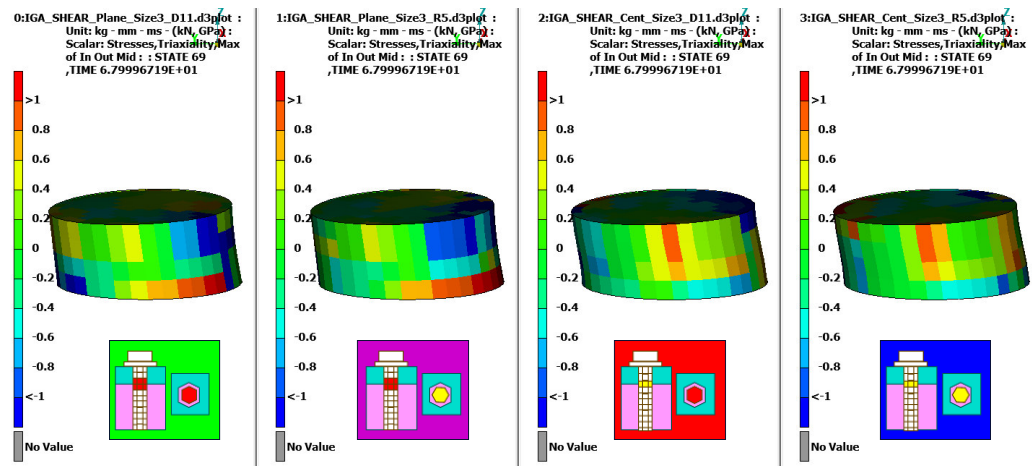 0:IGA_SHEAR_Plane_Size3_D11.d3plot :
Unit: kg - mm - ms - (kN, GPa) :
Scalar: Stresses,Triaxiality,Max
of In Out Mid : : STATE 69
,TIME 6.79996719E+01
Z
Y
X
>1
0.8
0.6
0.4
0.2
0
-0.2
-0.4
-0.6
-0.8
<-1
No Value
1:IGA_SHEAR_Plane_Size3_R5.d3plot :
Unit: kg - mm - ms - (kN, GPa) :
Scalar: Stresses,Triaxiality,Max
of In Out Mid : : STATE 69
,TIME 6.79996719E+01
Z
Y
X
>1
0.8
0.6
0.4
0.2
0
-0.2
-0.4
-0.6
-0.8
<-1
No Value
2:IGA_SHEAR_Cent_Size3_D11.d3plot :
Unit: kg - mm - ms - (kN, GPa) :
Scalar: Stresses,Triaxiality,Max
of In Out Mid : : STATE 69
,TIME 6.79996719E+01
Z
Y
X
>1
0.8
0.6
0.4
0.2
0
-0.2
-0.4
-0.6
-0.8
<-1
No Value
3:IGA_SHEAR_Cent_Size3_R5.d3plot :
Unit: kg - mm - ms - (kN, GPa) :
Scalar: Stresses,Triaxiality,Max
of In Out Mid : : STATE 69
,TIME 6.79996719E+01
Z
Y
X
>1
0.8
0.6
0.4
0.2
0
-0.2
-0.4
-0.6
-0.8
<-1
No Value